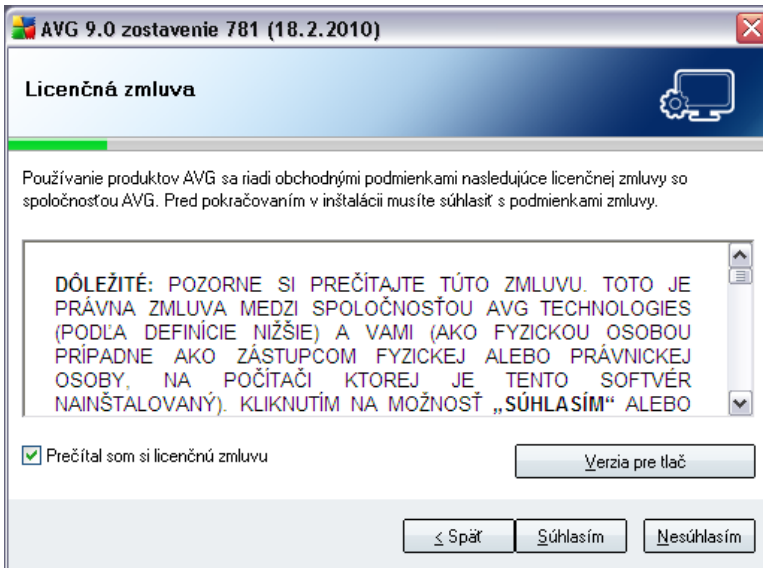 AVG 9.0 zostavenie 781 (18.2.2010)
Licenčná zmluva
Používanie produktov AVG sa riadi obchodnými podmienkami nasledujúce licenčnej zmluvy so
spoločnosťou AVG. Pred pokračovaním v inštalácii musíte súhlasiť s podmienkami zmluvy.
DÔLEŽITÉ: POZORNE SI PREČÍTAJTE TÚTO ZMLUVU. TOTO JE
PRÁVNA ZMLUVA MEDZI SPOLOČNOSŤOU AVG TECHNOLOGIES
(PODĽA DEFINÍCIE NIŽŠIE) A VAMI (AKO FYZICKOU OSOBOU
PRÍPADNE AKO ZÁSTUPCOM FYZICKEJ ALEBO PRÁVNICKEJ
OSOBY, NA POČÍTAČI KTOREJ JE TENTO SOFTVÉR
NAINŠTALOVANÝ). KLIKNUTÍM NA MOŽNOSŤ „SÚHLASÍM“ ALEBO
Prečítal som si licenčnú zmluvu
Verzia pre tlač
< Späť
Súhlasím
Nesúhlasím